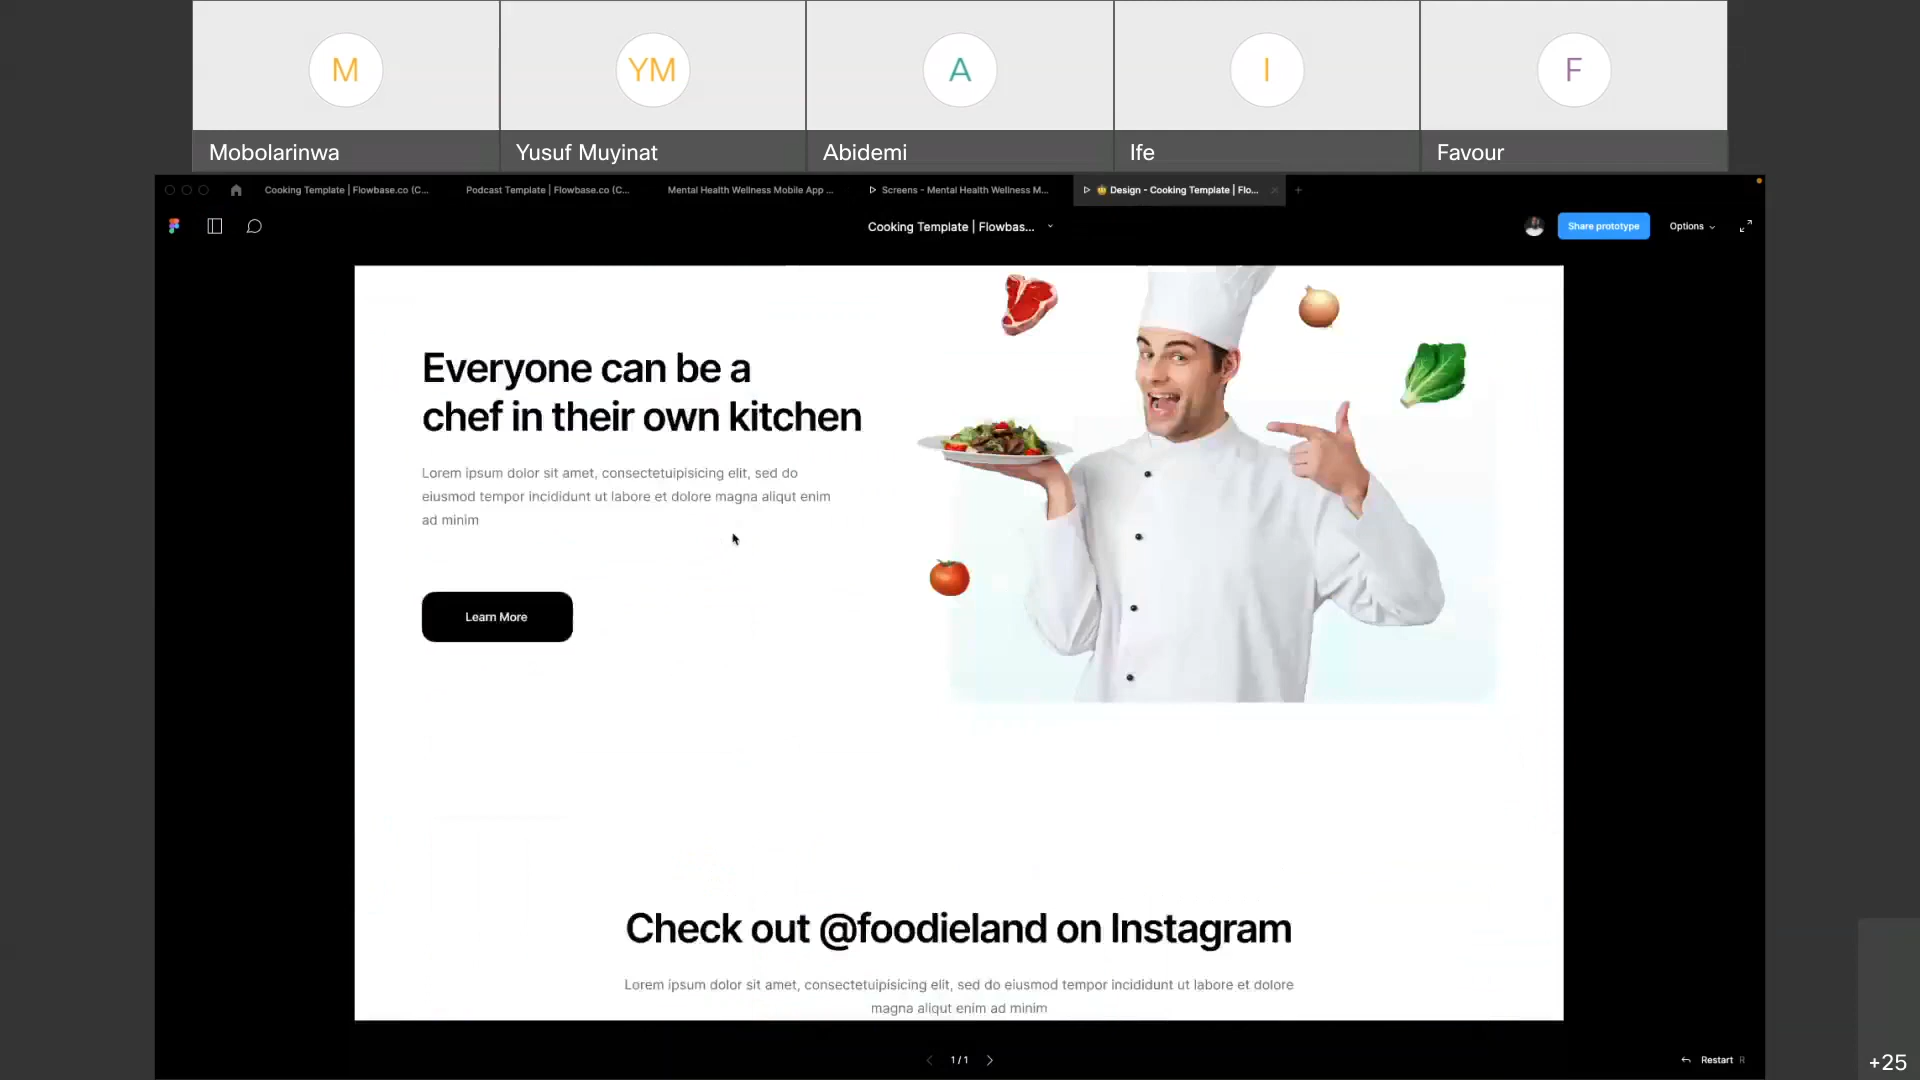 M
YM
A
I
F
Mobolarinwa
Yusuf Muyinat
Abidemi
Ife
Favour
Cooking Template | Flowbase.co (C...
Podcast Template | Flowbase.co (C...
Mental Health Wellness Mobile App ...
Screens - Mental Health Wellness M...
Design - Cooking Template | Flo...
Cooking Template | Flowbas...
Share prototype
Options
Everyone can be a
chef in their own kitchen
Lorem ipsum dolor sit amet, consectetuipisicing elit, sed do
eiusmod tempor incididunt ut labore et dolore magna aliqut enim
ad minim
Learn More
Check out @foodieland on Instagram
Lorem ipsum dolor sit amet, consectetuipisicing elit, sed do eiusmod tempor incididunt ut labore et dolore
magna aliqut enim ad minim
1 / 1
Restart R
+25